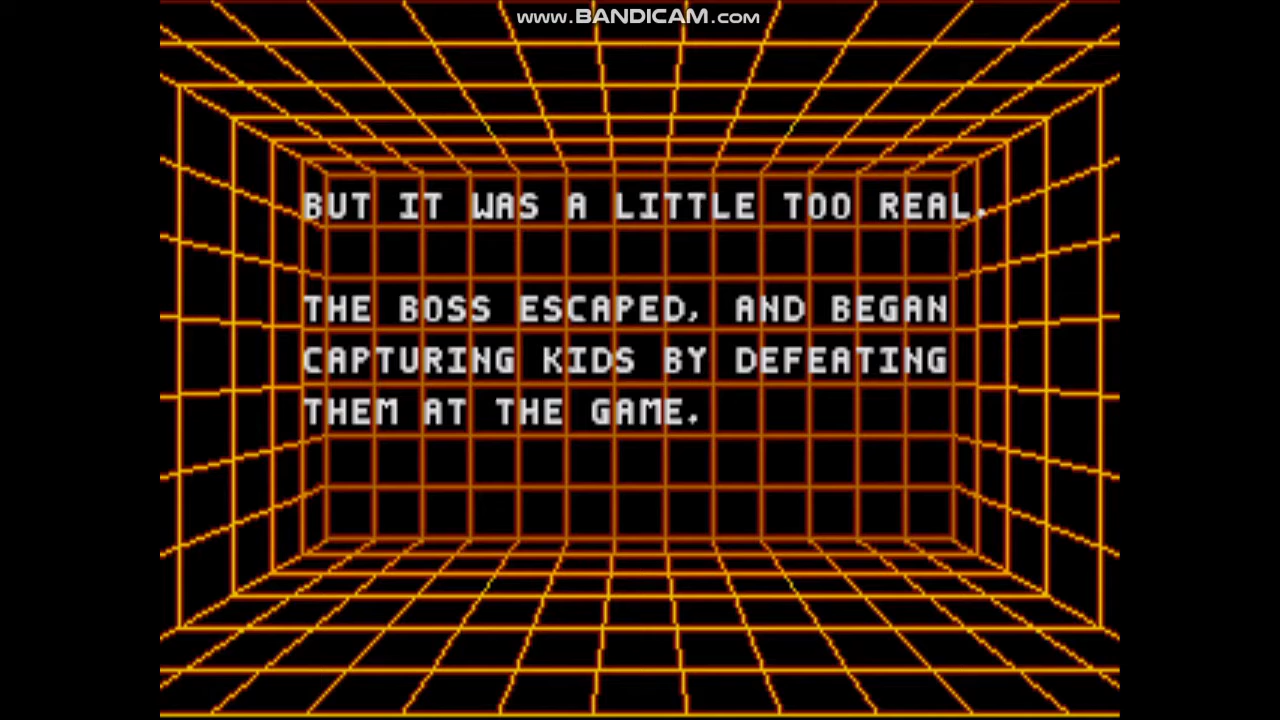 www.BANDICAM.com
BUT IT WAS A LITTLE TOO REAL.
THE BOSS ESCAPED, AND BEGAN
CAPTURING KIDS BY DEFEATING
THEM AT THE GAME.